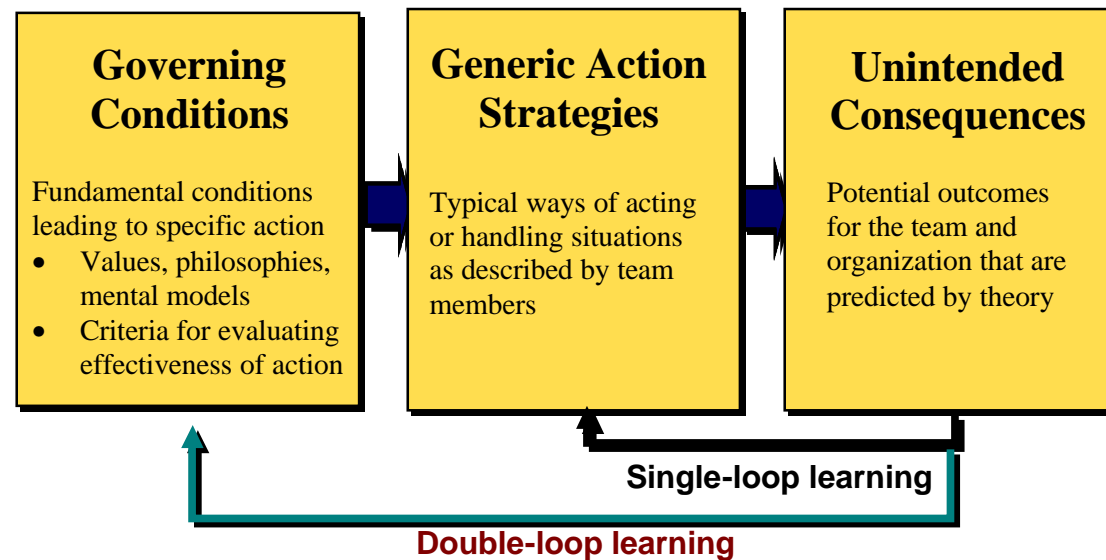 Governing
Conditions
Fundamental conditions
leading to specific action
• Values, philosophies,
mental models
• Criteria for evaluating
effectiveness of action
Generic Action
Strategies
Typical ways of acting
or handling situations
as described by team
members
Unintended
Consequences
Potential outcomes
for the team and
organization that are
predicted by theory
Single-loop learning
Double-loop learning